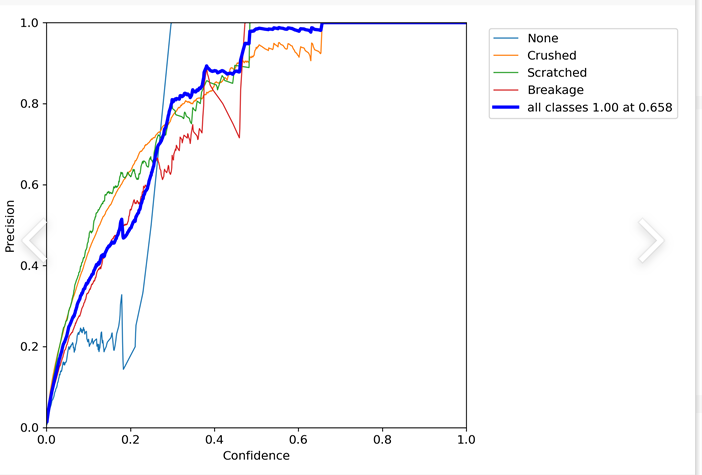 1.0
0.8
0.6
0.4
0.2
0.0
Precision
0.0 0.2 0.4 0.6 0.8 1.0
Confidence
None
Crushed
Scratched
Breakage
all classes 1.00 at 0.658